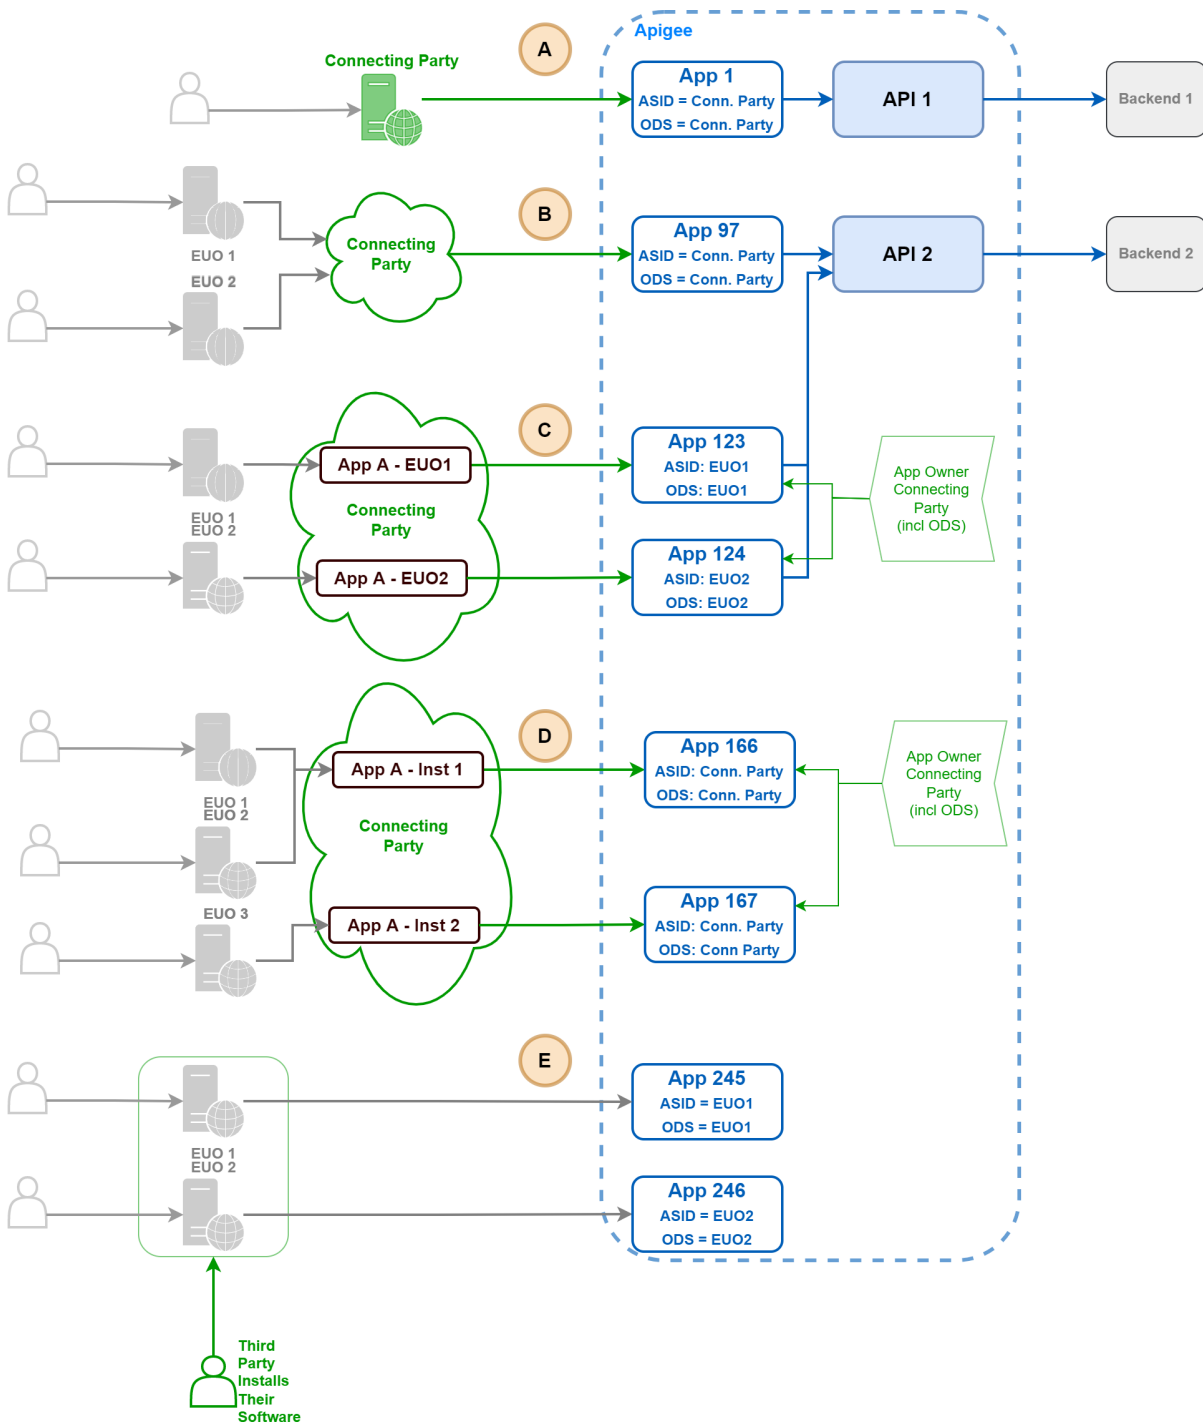 A
Apigee
Connecting Party
App 1
ASID = Conn. Party
ODS = Conn. Party
API 1
Backend 1
B
EUO 1
EUO 2
Connecting
Party
App 97
ASID = Conn. Party
ODS = Conn. Party
API 2
Backend 2
C
App A - EUO1
EUO 1
EUO 2
Connecting
Party
App A - EUO2
App 123
ASID: EUO1
ODS: EUO1
App 124
ASID: EUO2
ODS: EUO2
App Owner
Connecting
Party
(incl ODS)
D
App A - Inst 1
EUO 1
EUO 2
Connecting
Party
EUO 3
App A - Inst 2
App 166
ASID: Conn. Party
ODS: Conn. Party
App 167
ASID: Conn. Party
ODS: Conn Party
App Owner
Connecting
Party
(incl ODS)
E
EUO 1
EUO 2
App 245
ASID = EUO1
ODS = EUO1
App 246
ASID = EUO2
ODS = EUO2
Third
Party
Installs
Their
Software